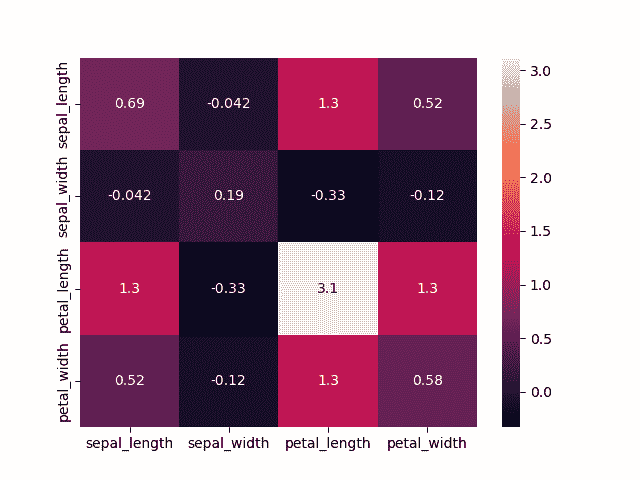 sepal_length 0.69 -0.042 1.3 0.52
sepal_width -0.042 0.19 -0.33 -0.12
petal_length 1.3 -0.33 3.1 1.3
petal_width 0.52 -0.12 1.3 0.58
sepal_length sepal_width petal_length petal_width
3.0
2.5
2.0
1.5
1.0
0.5
0.0